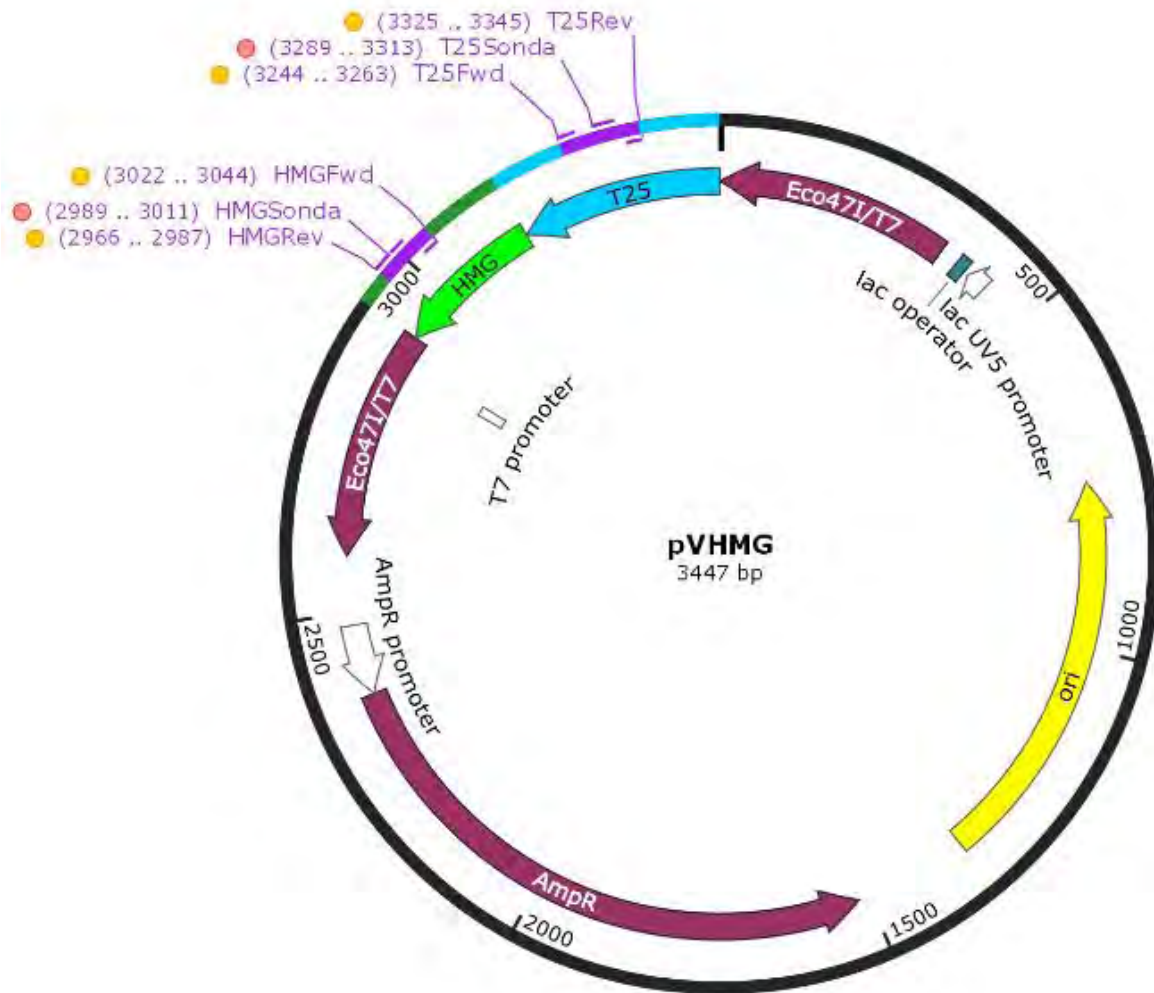 (3325 .. 3345) T25Rev
(3289 .. 3313) T25Sonda
(3244 .. 3263) T25Fwd
(3022 .. 3044) HMGFwd
(2989 .. 3011) HMGSonda
(2966 .. 2987) HMGRev
T25
Eco47I/T7
HMG
3000
500
lac operator
lac UV5 promoter
Eco47I/T7
T7 promoter
pVHMG
3447 bp
AmpR promoter
2500
1000
ori
AmpR
2000
1500